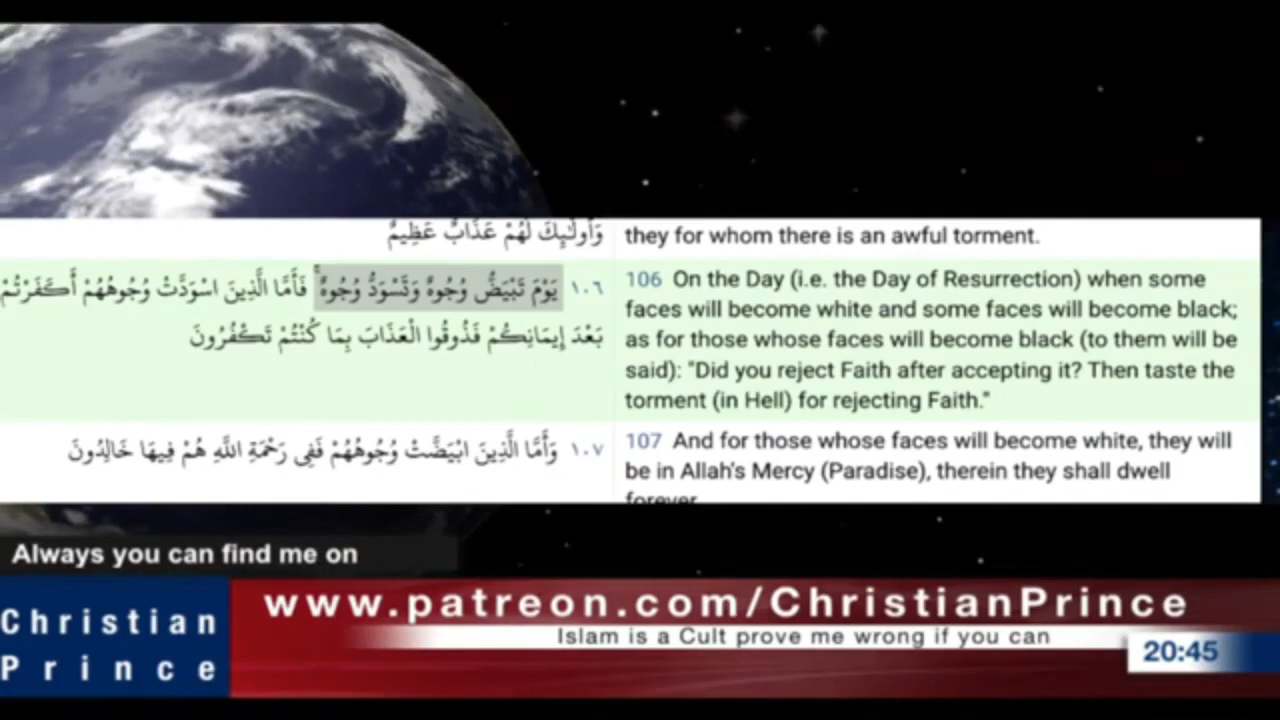 وَأُولَٰئِكَ لَهُمْ عَذَابٌ عَظِيمٌ
they for whom there is an awful torment.
١٠٦ يَوْمَ تَبْيَضُّ وُجُوهٌ وَتَسْوَدُّ وُجُوهٌ ۚ فَأَمَّا الَّذِينَ اسْوَدَّتْ وُجُوهُهُمْ أَكَفَرْتُمْ
بَعْدَ إِيمَانِكُمْ فَذُوقُوا الْعَذَابَ بِمَا كُنْتُمْ تَكْفُرُونَ
106 On the Day (i.e. the Day of Resurrection) when some
faces will become white and some faces will become black;
as for those whose faces will become black (to them will be
said): "Did you reject Faith after accepting it? Then taste the
torment (in Hell) for rejecting Faith."
١٠٧ وَأَمَّا الَّذِينَ ابْيَضَّتْ وُجُوهُهُمْ فَفِي رَحْمَةِ اللَّهِ هُمْ فِيهَا خَالِدُونَ
107 And for those whose faces will become white, they will
be in Allah's Mercy (Paradise), therein they shall dwell
forever
Always you can find me on
Christian
Prince
www.patreon.com/ChristianPrince
Islam is a Cult prove me wrong if you can
20:45